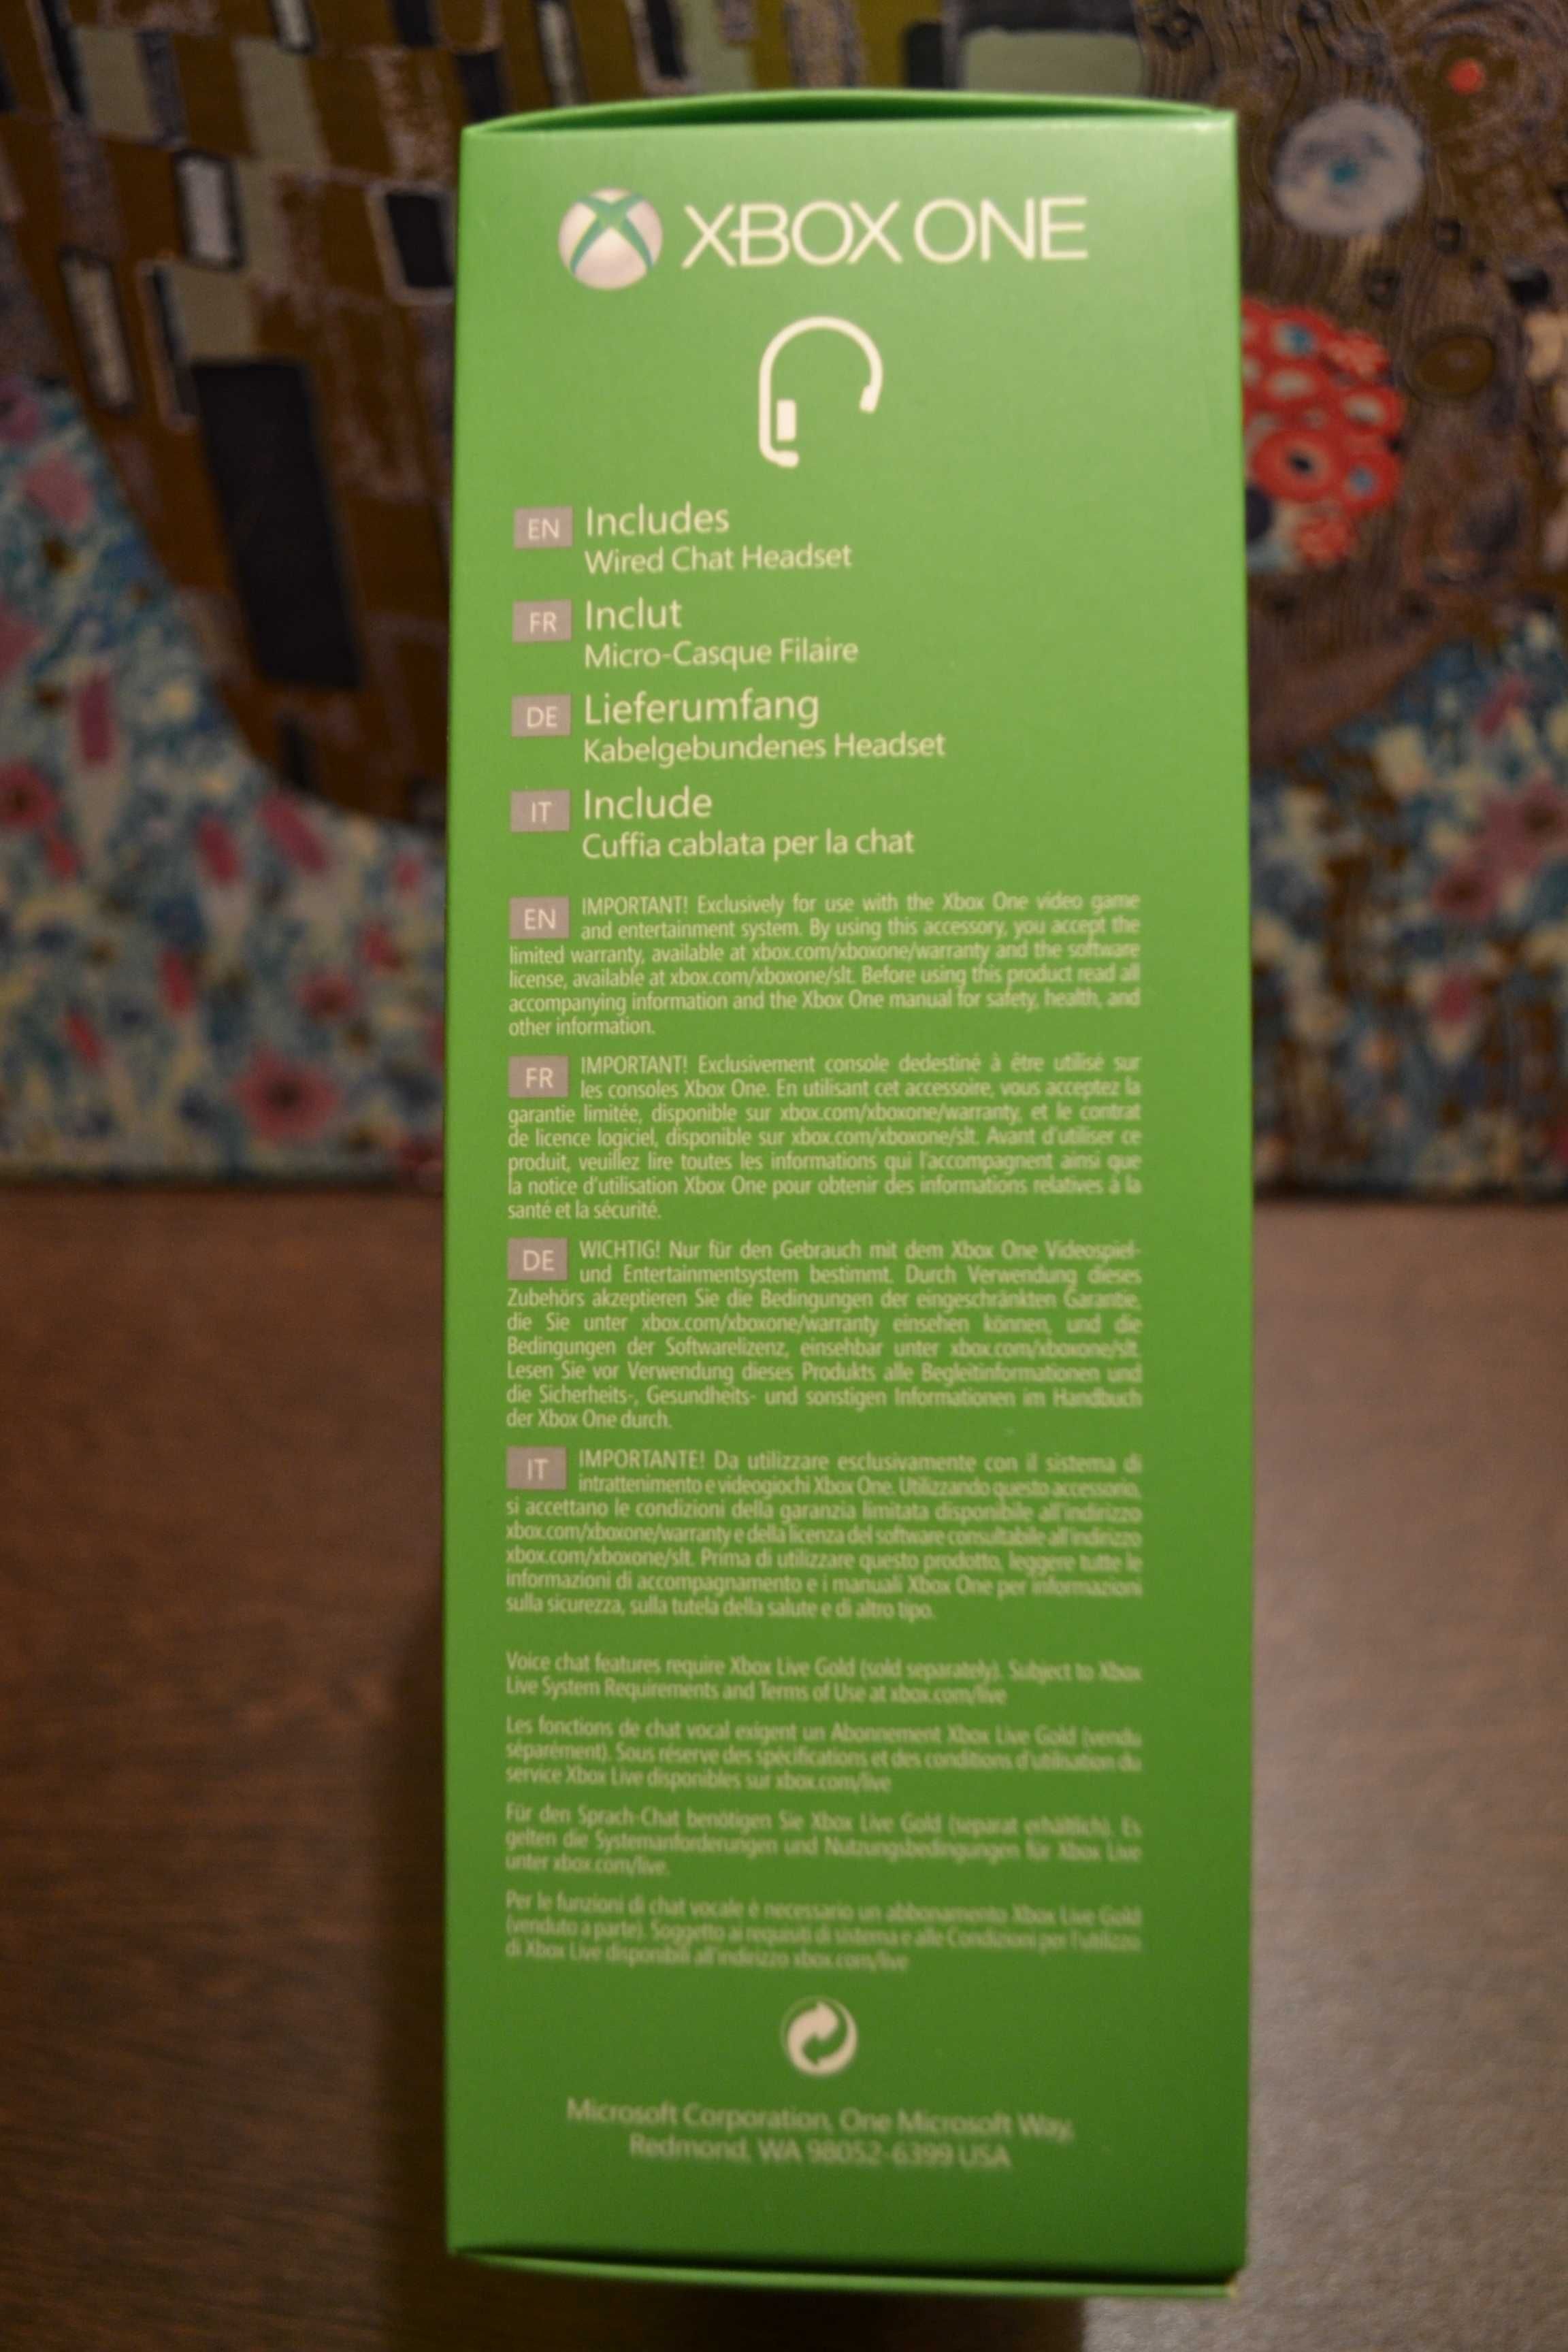 XBOX ONE
EN Includes
Wired Chat Headset
FR Inclut
Micro-Casque Filaire
DE Lieferumfang
Kabelgebundenes Headset
IT Include
Cuffia cablata per la chat
EN IMPORTANT! Exclusively for use with the Xbox One video game
and entertainment system. By using this accessory, you accept the
limited warranty, available at xbox.com/xboxone/warranty and the software
license, available at xbox.com/xboxone/slt. Before using this product read all
accompanying information and the Xbox One manual for safety, health, and
other information.
FR IMPORTANT! Exclusivement console dedestiné à être utilisé sur
les consoles Xbox One. En utilisant cet accessoire, vous acceptez la
garantie limitée, disponible sur xbox.com/xboxone/warranty, et le contrat
de licence logiciel, disponible sur xbox.com/xboxone/slt. Avant d'utiliser ce
produit, veuillez lire toutes les informations qui l'accompagnent ainsi que
la notice d'utilisation Xbox One pour obtenir des informations relatives à la
santé et la sécurité.
DE WICHTIG! Nur für den Gebrauch mit dem Xbox One Videospiel-
und Entertainmentsystem bestimmt. Durch Verwendung dieses
Zubehörs akzeptieren Sie die Bedingungen der eingeschränkten Garantie,
die Sie unter xbox.com/xboxone/warranty einsehen können, und die
Bedingungen der Softwarelizenz, einsehbar unter xbox.com/xboxone/slt.
Lesen Sie vor Verwendung dieses Produkts alle Begleitinformationen und
die Sicherheits-, Gesundheits- und sonstigen Informationen im Handbuch
der Xbox One durch.
IT IMPORTANTE! Da utilizzare esclusivamente con il sistema di
intrattenimento e videogiochi Xbox One. Utilizzando questo accessorio,
si accettano le condizioni della garanzia limitata disponibile all'indirizzo
xbox.com/xboxone/warranty e della licenza del software consultabile all'indirizzo
xbox.com/xboxone/slt. Prima di utilizzare questo prodotto, leggere tutte le
informazioni di accompagnamento e i manuali Xbox One per informazioni
sulla sicurezza, sulla tutela della salute e di altro tipo.
Voice chat features require Xbox Live Gold (sold separately). Subject to Xbox
Live System Requirements and Terms of Use at xbox.com/live
Les fonctions de chat vocal exigent un Abonnement Xbox Live Gold (vendu
séparément). Sous réserve des spécifications et des conditions d'utilisation du
service Xbox Live disponibles sur xbox.com/live
Für den Sprach-Chat benötigen Sie Xbox Live Gold (separat erhältlich). Es
gelten die Systemanforderungen und Nutzungsbedingungen für Xbox Live
unter xbox.com/live.
Per le funzioni di chat vocale è necessario un abbonamento Xbox Live Gold
(venduto a parte). Soggetto ai requisiti di sistema e alle Condizioni per l'utilizzo
di Xbox Live disponibili all'indirizzo xbox.com/live
Microsoft Corporation, One Microsoft Way,
Redmond, WA 98052-6399 USA